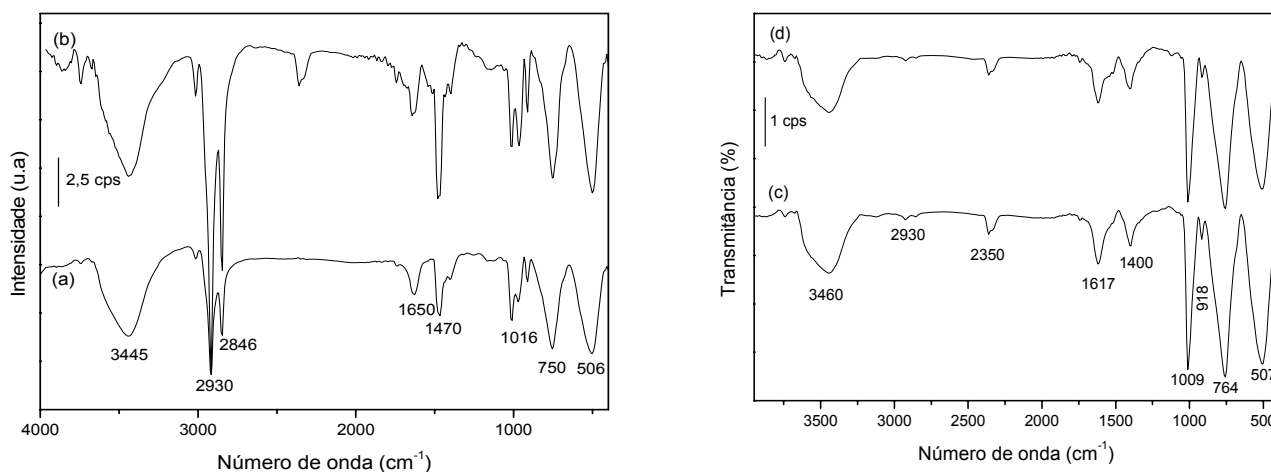 (b)
2,5 cps
(a)
3445
2930
2846
1650
1470
1016
750
506
4000
3000
2000
1000
Número de onda (cm⁻¹)
Intensidade (u.a)
(d)
1 cps
(c)
3460
2930
2350
1617
1400
1009
918
764
507
3500
3000
2500
2000
1500
1000
500
Número de onda (cm⁻¹)
Transmitância (%)